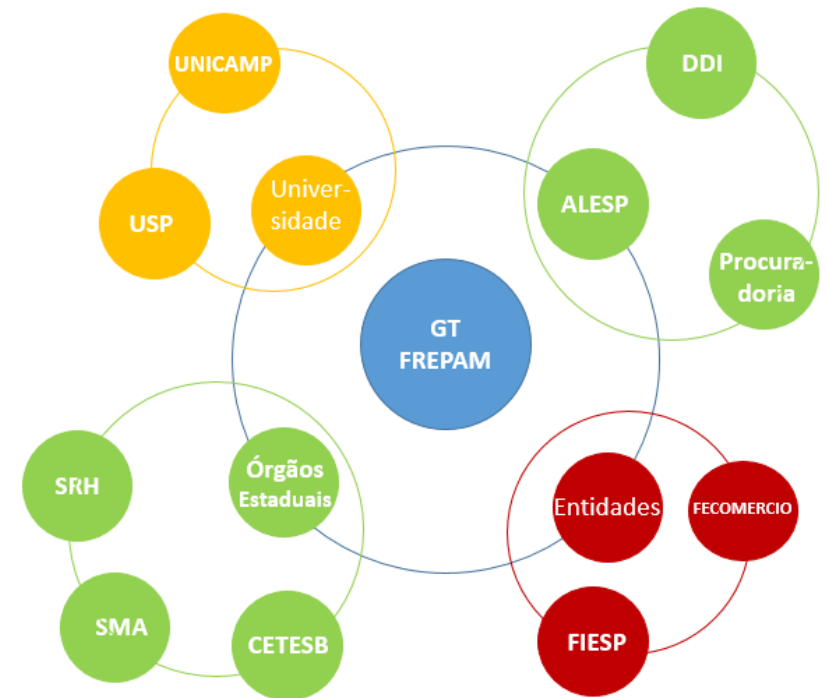 UNICAMP
Univer-
sidade
USP
DDI
ALESP
Procura-
doria
GT
FREPAM
SRH
Órgãos
Estaduais
SMA
CETESB
Entidades
FECOMERCIO
FIESP